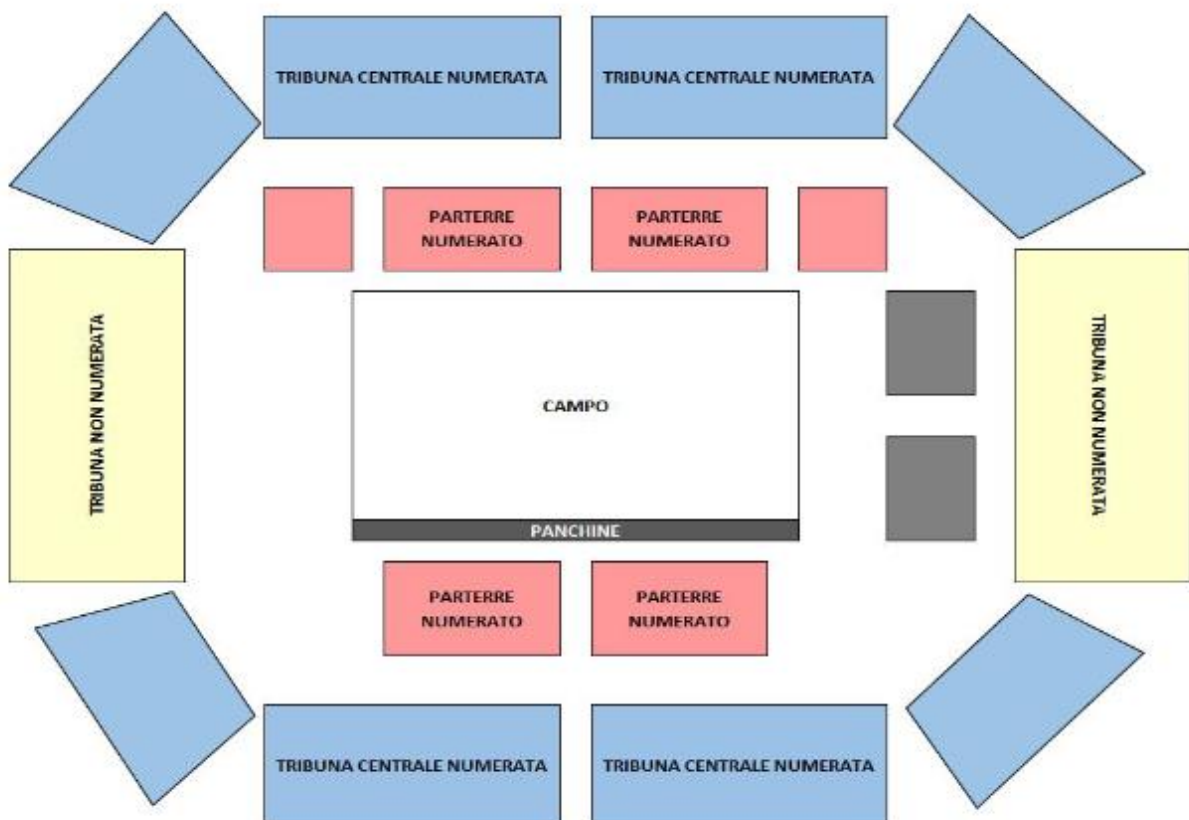 TRIBUNA CENTRALE NUMERATA
TRIBUNA CENTRALE NUMERATA
PARTERRE
NUMERATO
PARTERRE
NUMERATO
TRIBUNA NON NUMERATA
CAMPO
TRIBUNA NON NUMERATA
PANCHINE
PARTERRE
NUMERATO
PARTERRE
NUMERATO
TRIBUNA CENTRALE NUMERATA
TRIBUNA CENTRALE NUMERATA